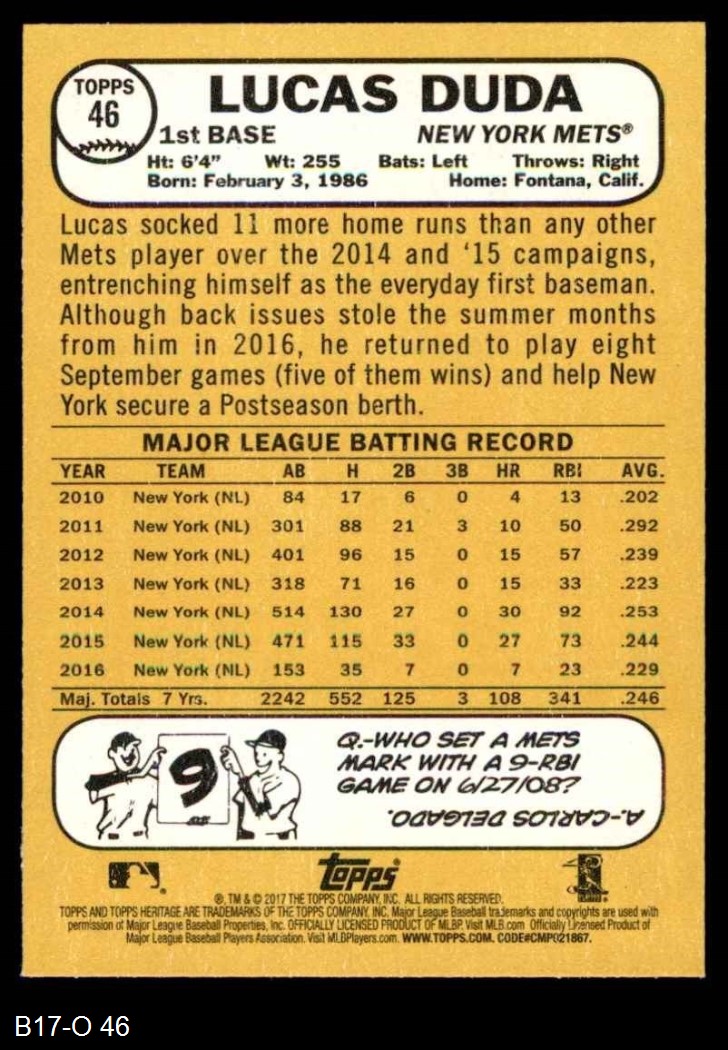 TOPPS
46
LUCAS DUDA
1st BASE NEW YORK METS®
Ht: 6'4" Wt: 255 Bats: Left Throws: Right
Born: February 3, 1986 Home: Fontana, Calif.
Lucas socked 11 more home runs than any other
Mets player over the 2014 and '15 campaigns,
entrenching himself as the everyday first baseman.
Although back issues stole the summer months
from him in 2016, he returned to play eight
September games (five of them wins) and help New
York secure a Postseason berth.
MAJOR LEAGUE BATTING RECORD
YEAR TEAM AB H 2B 3B HR RBI AVG.
2010 New York (NL) 84 17 6 0 4 13 .202
2011 New York (NL) 301 88 21 3 10 50 .292
2012 New York (NL) 401 96 15 0 15 57 .239
2013 New York (NL) 318 71 16 0 15 33 .223
2014 New York (NL) 514 130 27 0 30 92 .253
2015 New York (NL) 471 115 33 0 27 73 .244
2016 New York (NL) 153 35 7 0 7 23 .229
Maj. Totals 7 Yrs. 2242 552 125 3 108 341 .246
9
Q.-WHO SET A METS
MARK WITH A 9-RBI
GAME ON 6/27/08?
A.-CARLOS DELGADO.
Topps
®, TM & © 2017 THE TOPPS COMPANY, INC. ALL RIGHTS RESERVED.
TOPPS AND TOPPS HERITAGE ARE TRADEMARKS OF THE TOPPS COMPANY, INC. Major League Baseball trademarks and copyrights are used with
permission of Major League Baseball Properties, Inc. OFFICIALLY LICENSED PRODUCT OF MLBP. Visit MLB.com Officially Licensed Product of
Major League Baseball Players Association. Visit MLBPlayers.com. WWW.TOPPS.COM. CODE#CMP021867.
B17-O 46